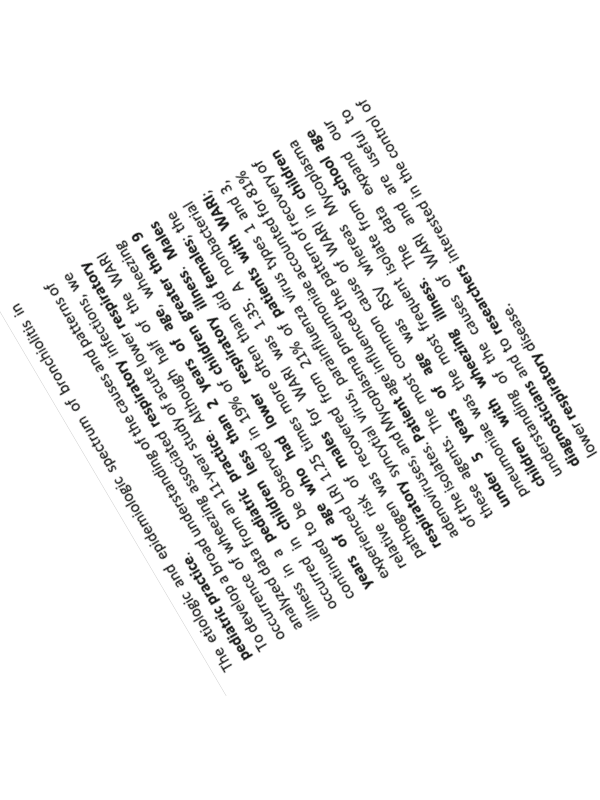 The etiologic and epidemiologic spectrum of bronchiolitis in
pediatric practice.
To develop a broad understanding of the causes and patterns of
occurrence of wheezing associated respiratory infections, we
analyzed data from an 11-year study of acute lower respiratory
illness in a pediatric practice. Although half of the WARI
occurred in children less than 2 years of age, wheezing
continued to be observed in 19% of children greater than 9
years of age who had lower respiratory illness. Males
experienced LRI 1.25 times more often than did females; the
relative risk of males for WARI was 1.35. A nonbacterial
pathogen was recovered from 21% of patients with WARI;
respiratory syncytial virus, parainfluenza virus types 1 and 3,
adenoviruses, and Mycoplasma pneumoniae accounted for 81%
of the isolates. Patient age influenced the pattern of recovery of
these agents. The most common cause of WARI in children
under 5 years of age was RSV whereas Mycoplasma
pneumoniae was the most frequent isolate from school age
children with wheezing illness. The data expand our
understanding of the causes of WARI and are useful to
diagnosticians and to researchers interested in the control of
lower respiratory disease.